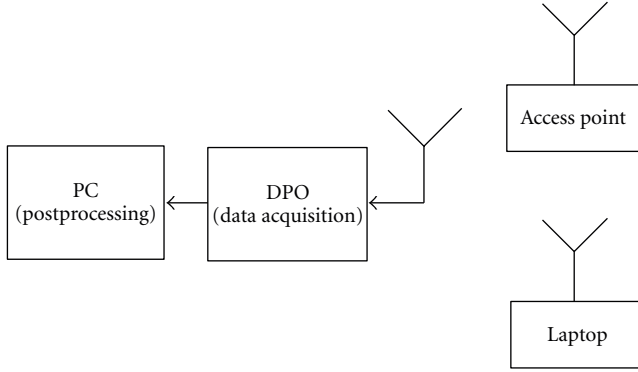 PC
(postprocessing)
DPO
(data acquisition)
Access point
Laptop